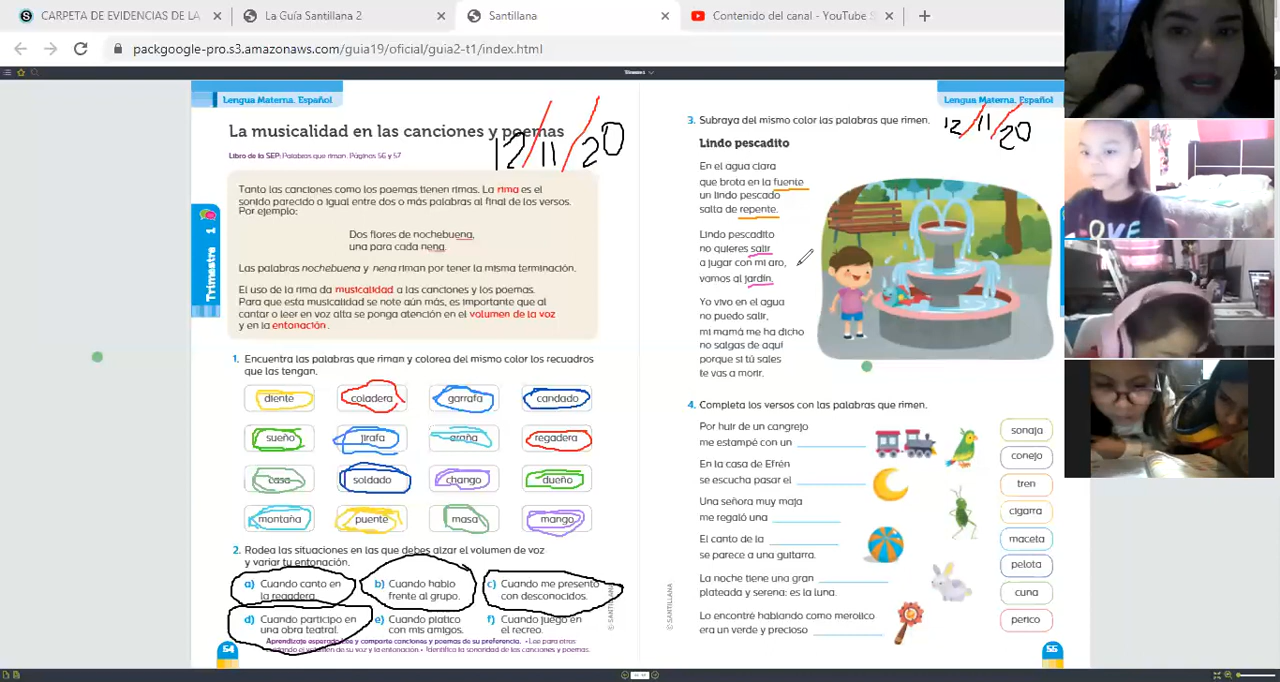 CARPETA DE EVIDENCIAS DE LA
La Guía Santillana 2
Santillana
Contenido del canal - YouTube S
packgoogle-pro.s3.amazonaws.com/guia19/oficial/guia2-t1/index.html
Trimestre 1
Lengua Materna. Español
La musicalidad en las canciones y poemas
12/11/20
Libro de la SEP: Palabras que riman. Páginas 56 y 57
Tanto las canciones como los poemas tienen rimas. La rima es el
sonido parecido o igual entre dos o más palabras al final de los versos.
Por ejemplo:
Dos flores de nochebuena,
una para cada nena.
Las palabras nochebuena y nena riman por tener la misma terminación.
El uso de la rima da musicalidad a las canciones y los poemas.
Para que esta musicalidad se note aún más, es importante que al
cantar o leer en voz alta se ponga atención en el volumen de la voz
y en la entonación.
Trimestre 1
1. Encuentra las palabras que riman y colorea del mismo color los recuadros
que las tengan.
diente coladera garrafa candado
sueño jirafa araña regadera
casa soldado chango dueño
montaña puente masa mango
2. Rodea las situaciones en las que debes alzar el volumen de voz
y variar tu entonación.
a) Cuando canto en
la regadera.
b) Cuando hablo
frente al grupo.
c) Cuando me presento
con desconocidos.
d) Cuando participo en
una obra teatral.
e) Cuando platico
con mis amigos.
f) Cuando juego en
el recreo.
54
© SANTILLANA
Lengua Materna. Español
12/11/20
3. Subraya del mismo color las palabras que rimen.
Lindo pescadito
En el agua clara
que brota en la fuente
un lindo pescado
salta de repente.
Lindo pescadito
no quieres salir
a jugar con mi aro,
vamos al jardín.
Yo vivo en el agua
no puedo salir,
mi mamá me ha dicho
no salgas de aquí
porque si tú sales
te vas a morir.
4. Completa los versos con las palabras que rimen.
Por huir de un cangrejo
me estampé con un
En la casa de Efrén
se escucha pasar el
Una señora muy maja
me regaló una
El canto de la
se parece a una guitarra.
La noche tiene una gran
plateada y serena: es la luna.
Lo encontré hablando como merolico
era un verde y precioso
sonaja
conejo
tren
cigarra
maceta
pelota
cuna
perico
© SANTILLANA
55